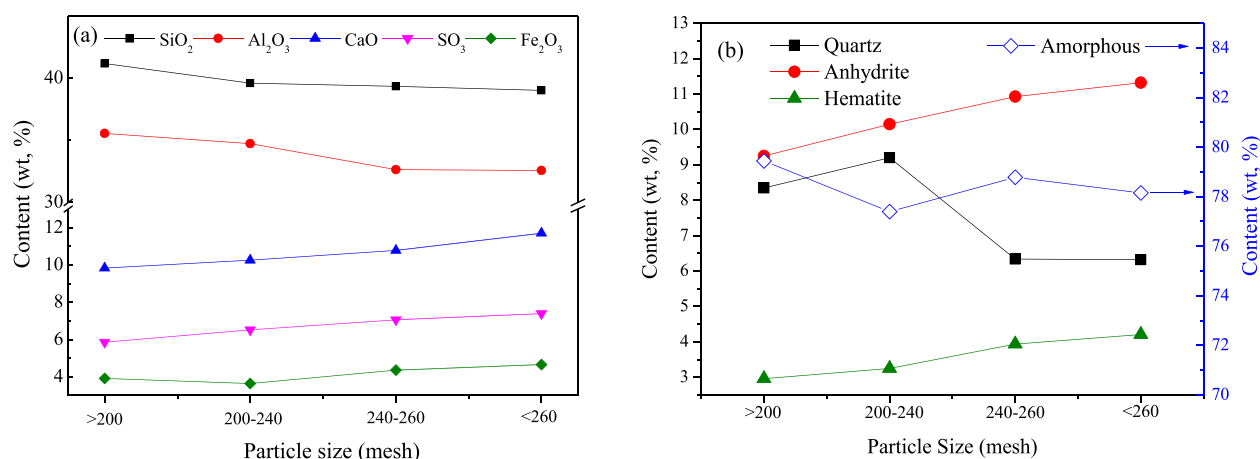 (a)
SiO₂ Al₂O₃ CaO SO₃ Fe₂O₃
40
30
12
10
8
6
4
Content (wt, %)
>200 200-240 240-260 <260
Particle size (mesh)
(b)
Quartz
Anhydrite
Hematite
Amorphous
13
12
11
10
9
8
7
6
5
4
3
Content (wt, %)
84
82
80
78
76
74
72
70
Content (wt, %)
>200 200-240 240-260 <260
Particle Size (mesh)